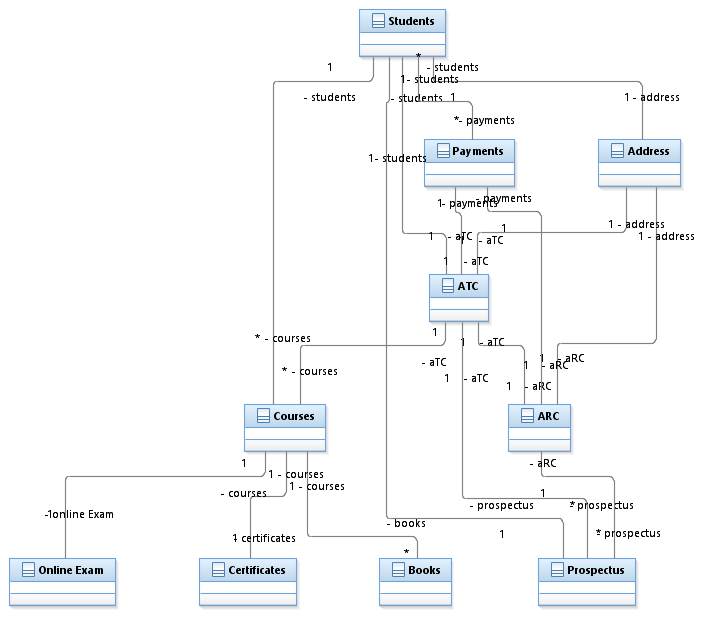 Students
*
1
- students
1- students
- students
- students
1
1 - address
*- payments
Payments
Address
1- students
- payments
1- payments
1
1 - address
1
- aTC
1
- aTC
1 - address
1
- aTC
ATC
1
* - courses
1
- aTC
1
- aRC
- aTC
1
- aRC
* - courses
1
- aTC
1
- aRC
Courses
ARC
1
- aRC
1 - courses
1 - courses
- courses
1
- prospectus
* prospectus
-1online Exam
- books
1
* prospectus
1 certificates
*
Online Exam
Certificates
Books
Prospectus